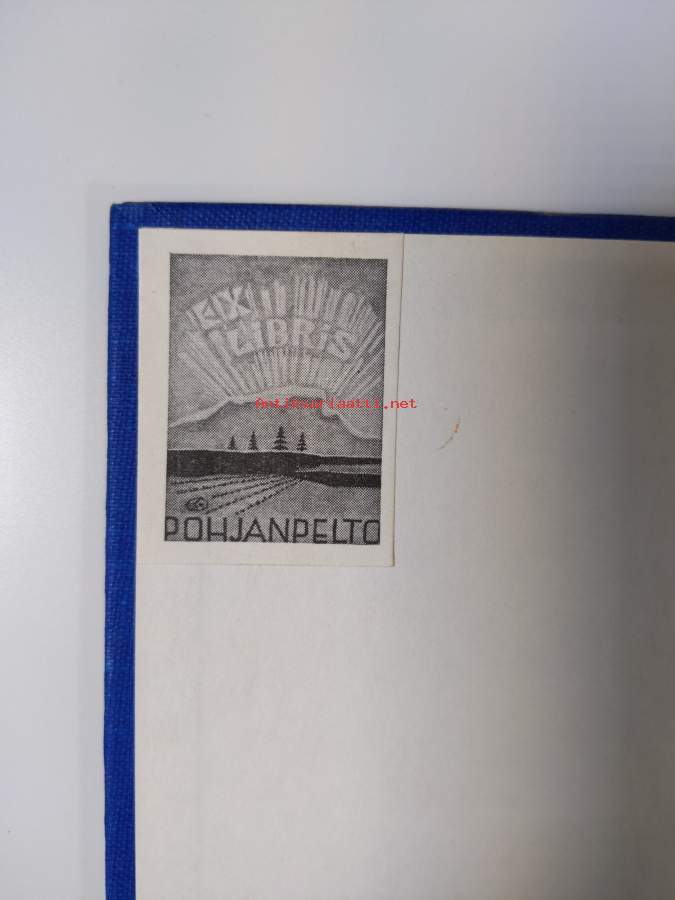 EX
LiBRiS
Antikvariaatti.net
POHJANPELTO